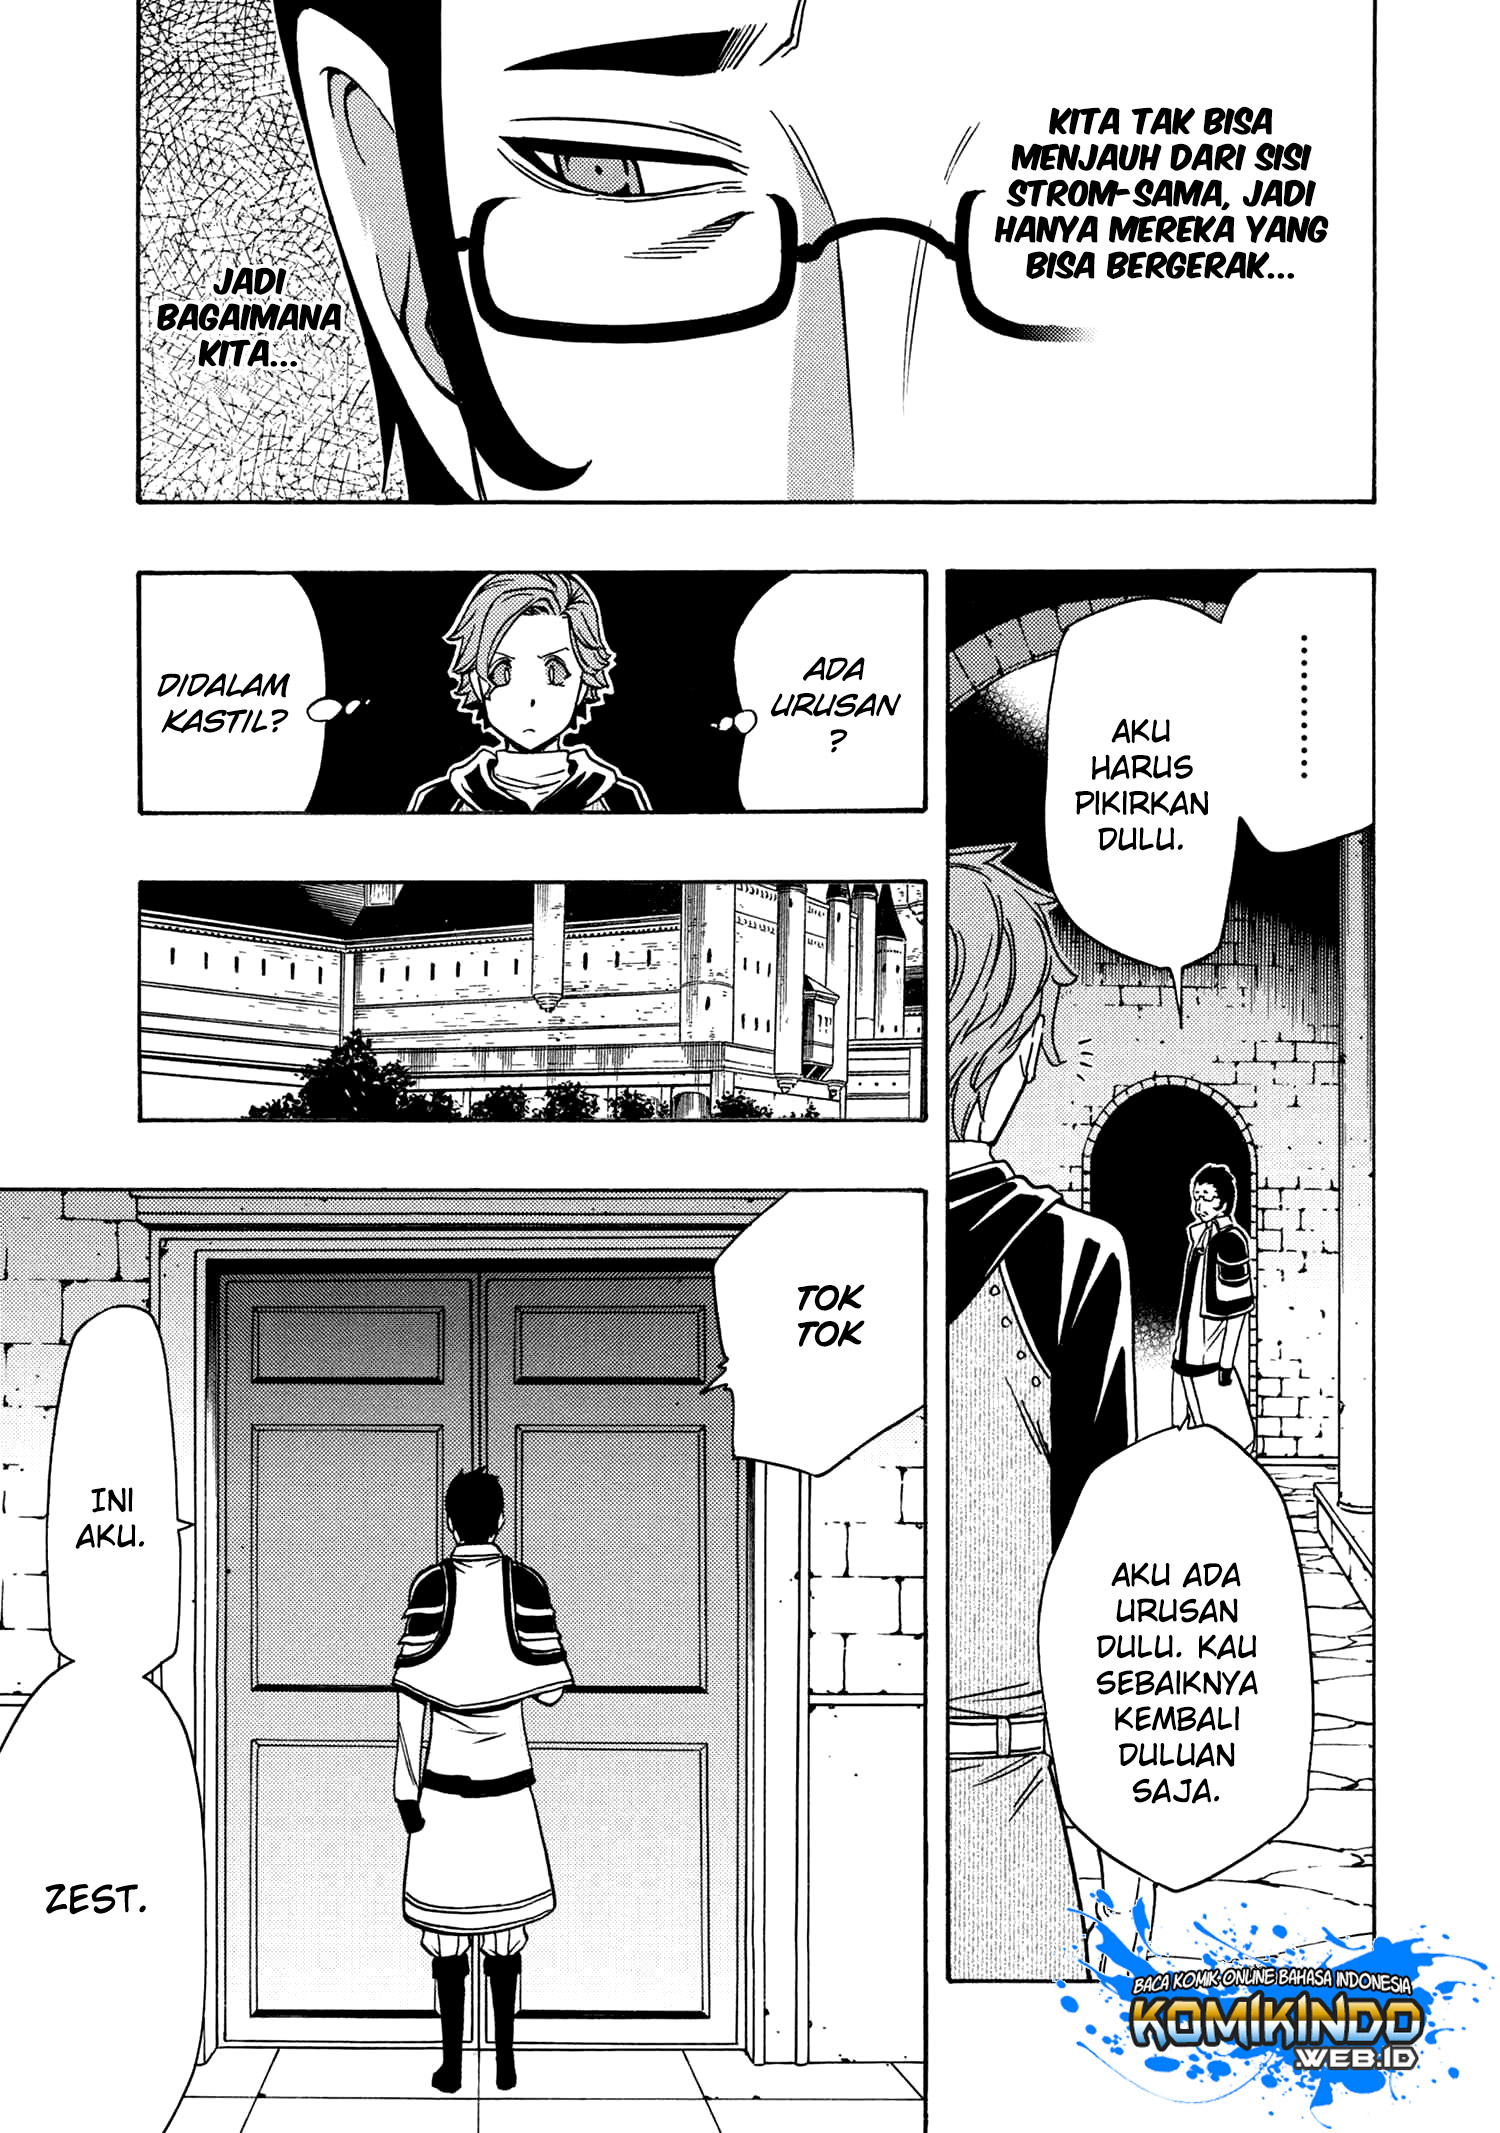 KITA TAK BISA
MENJAUH DARI SISI
STROM-SAMA, JADI
HANYA MEREKA YANG
BISA BERGERAK...
JADI
BAGAIMANA
KITA...
..........
AKU
HARUS
PIKIRKAN
DULU.
AKU ADA
URUSAN
DULU. KAU
SEBAIKNYA
KEMBALI
DULUAN
SAJA.
ADA
URUSAN
?
DIDALAM
KASTIL?
TOK
TOK
INI
AKU.
ZEST.
BACA KOMIK ONLINE BAHASA INDONESIA
KOMIKINDO
WEB.ID